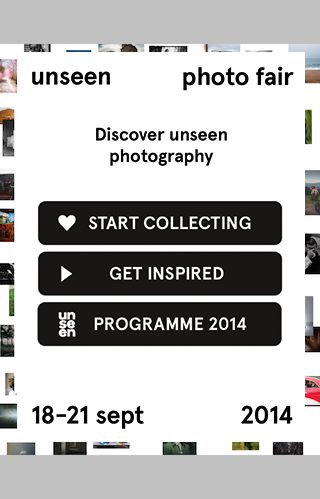 unseen photo fair
Discover unseen
photography
START COLLECTING
GET INSPIRED
un
se
en
PROGRAMME 2014
18–21 sept 2014